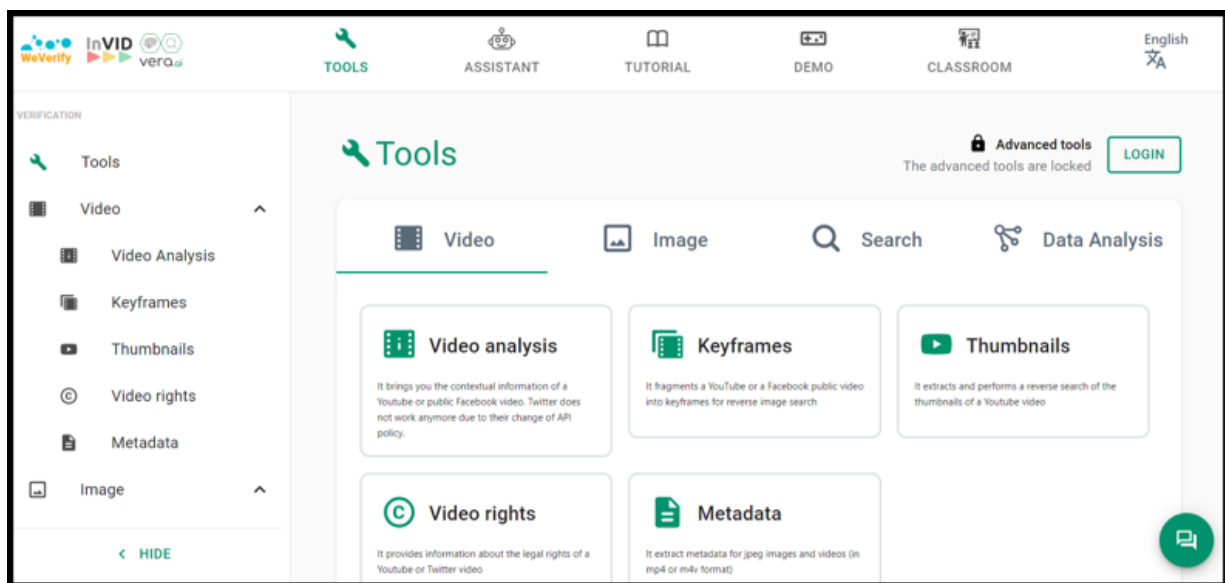 WeVerify
InVID
vera.ai
TOOLS
ASSISTANT
TUTORIAL
DEMO
CLASSROOM
English
VERIFICATION
Tools
Video
Video Analysis
Keyframes
Thumbnails
Video rights
Metadata
Image
< HIDE
Tools
Advanced tools
The advanced tools are locked
LOGIN
Video
Image
Search
Data Analysis
Video analysis
It brings you the contextual information of a
Youtube or public Facebook video. Twitter does
not work anymore due to their change of API
policy.
Keyframes
It fragments a YouTube or a Facebook public video
into keyframes for reverse image search
Thumbnails
It extracts and performs a reverse search of the
thumbnails of a Youtube video
Video rights
It provides information about the legal rights of a
Youtube or Twitter video
Metadata
It extract metadata for jpeg images and videos (in
mp4 or m4v format)